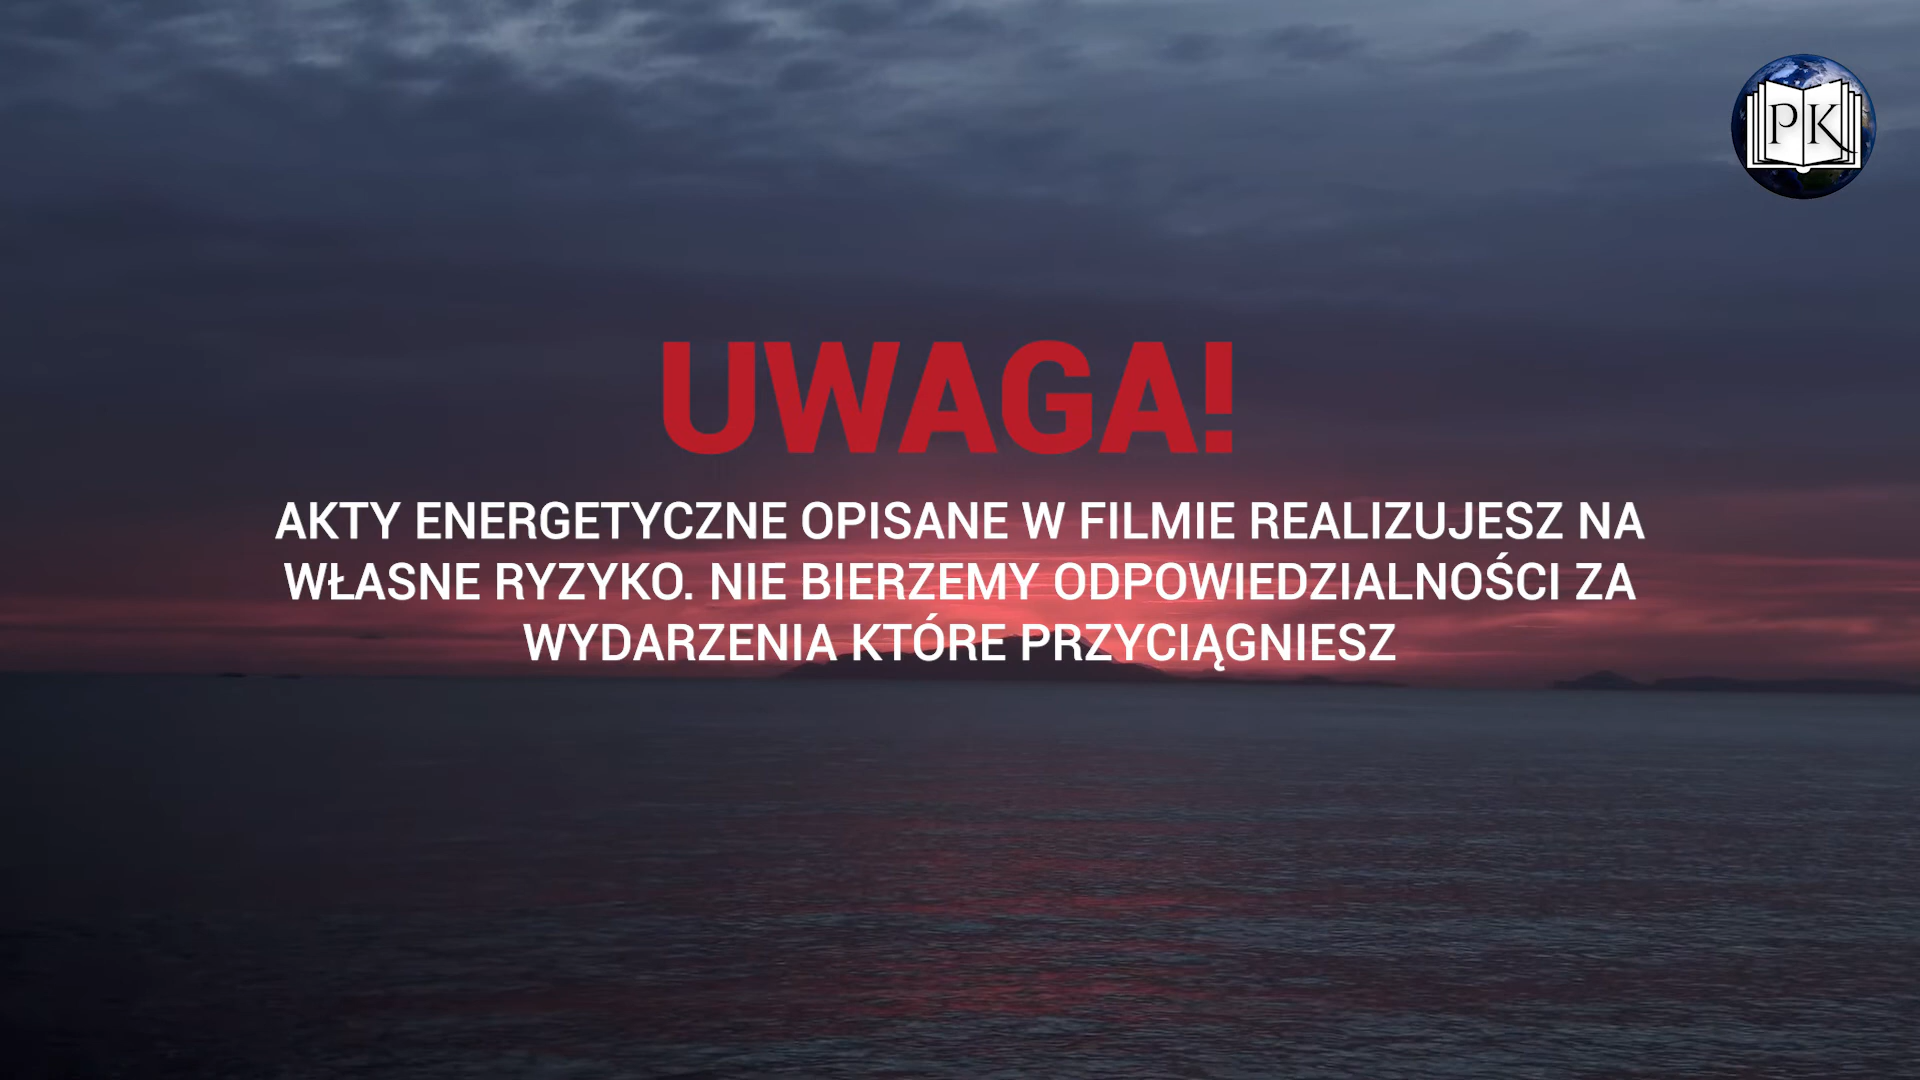 PK
UWAGA!
AKTY ENERGETYCZNE OPISANE W FILMIE REALIZUJESZ NA
WŁASNE RYZYKO. NIE BIERZEMY ODPOWIEDZIALNOŚCI ZA
WYDARZENIA KTÓRE PRZYCIĄGNIESZ